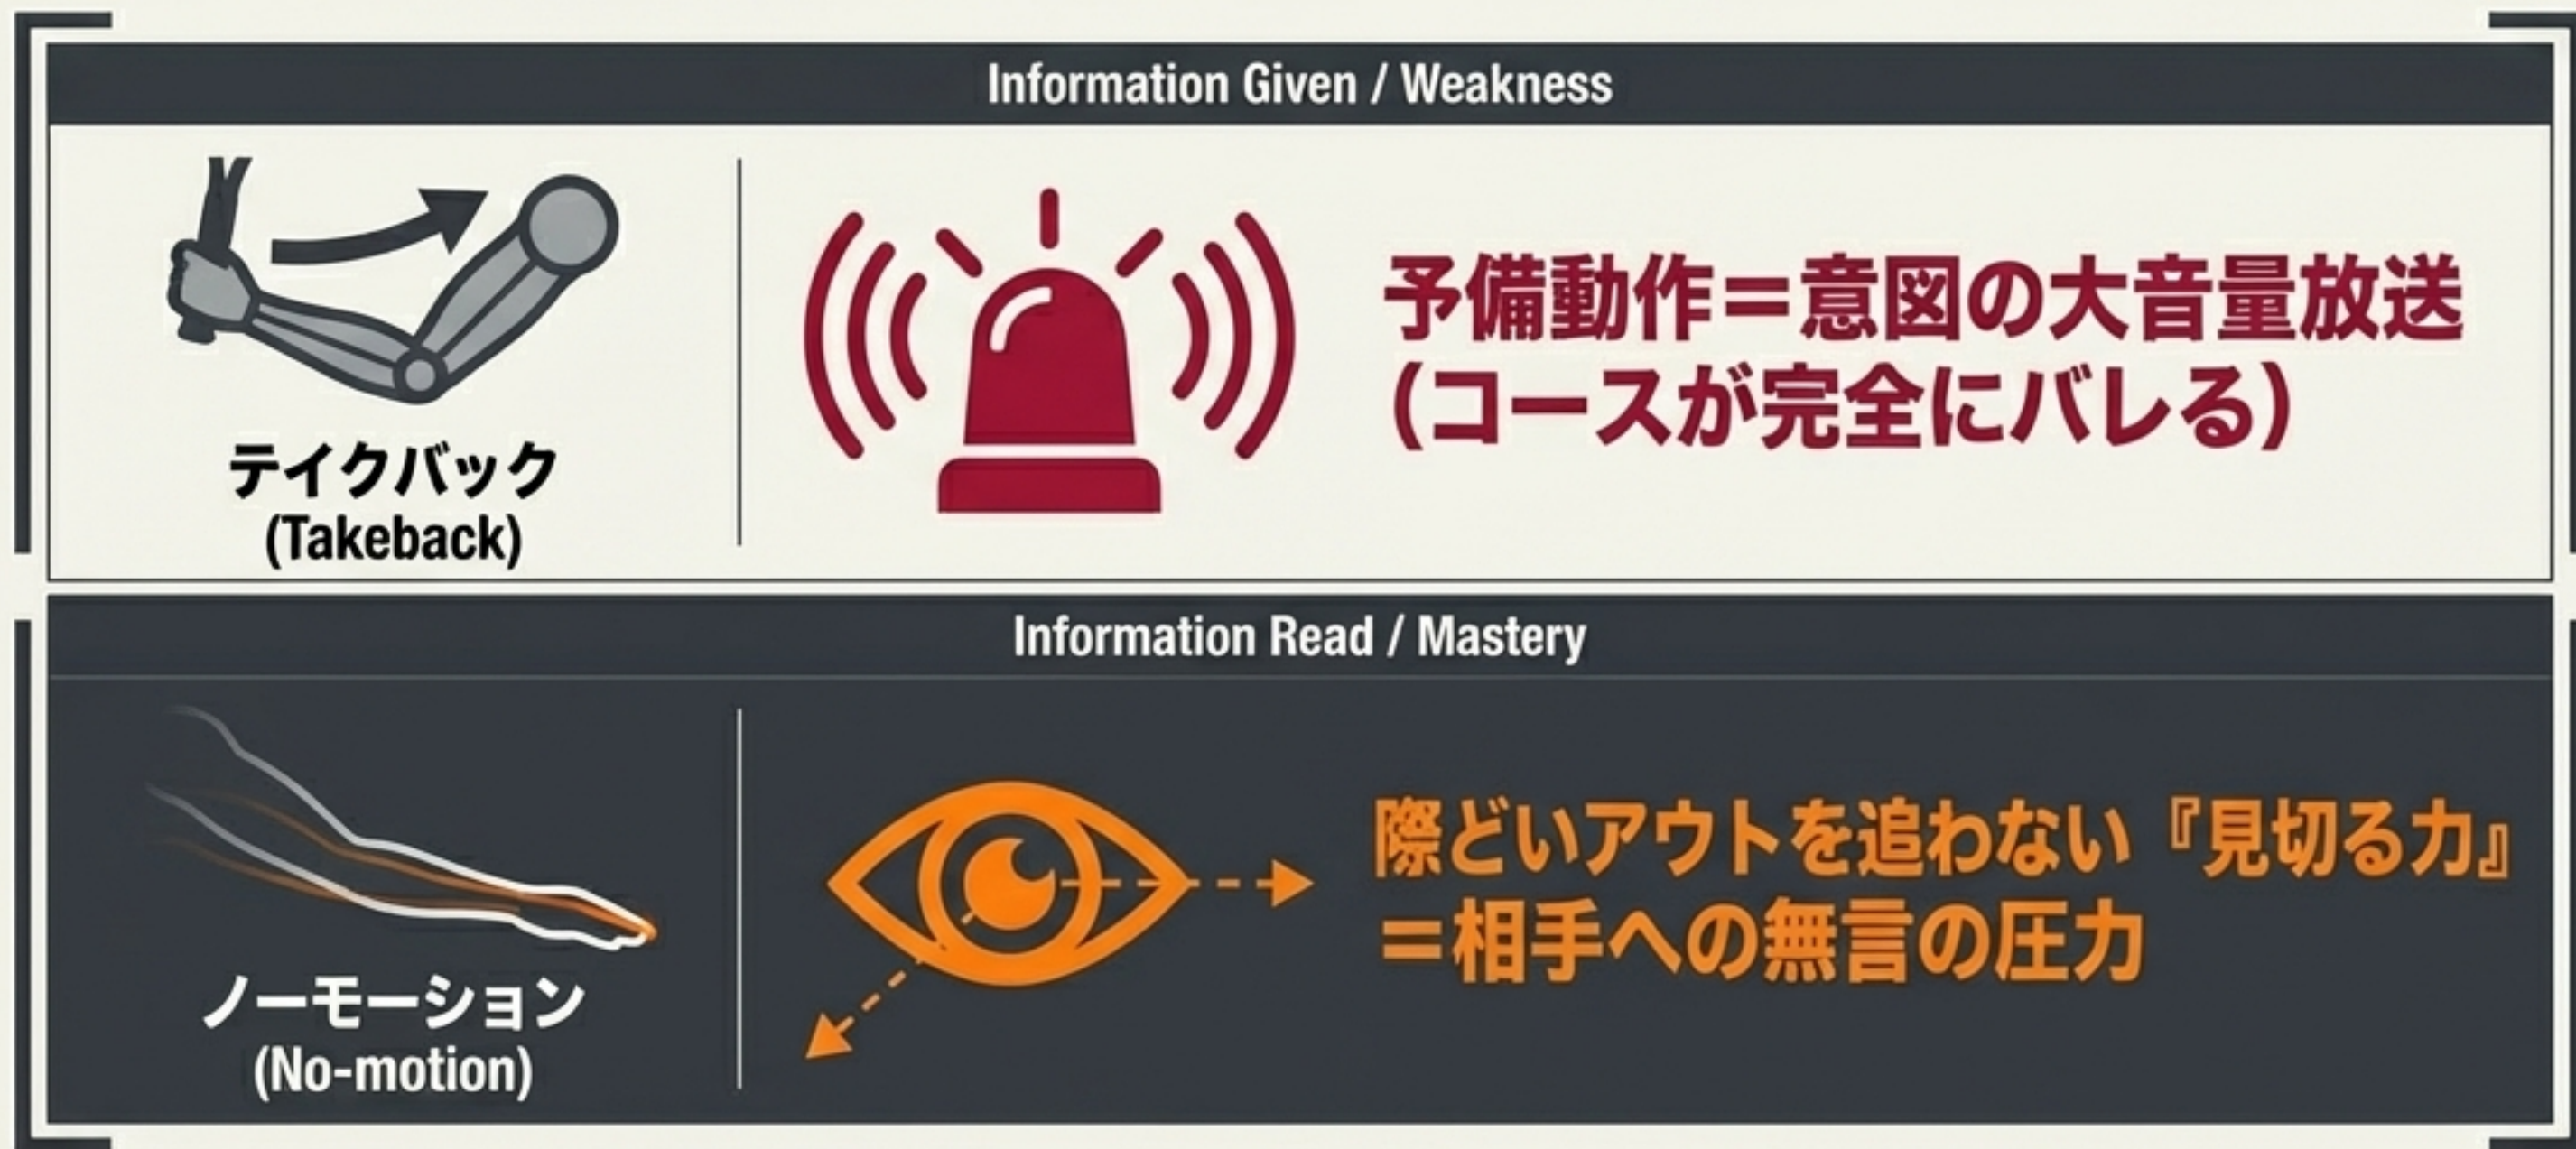 Information Given / Weakness
テイクバック
(Takeback)
予備動作＝意図の大音量放送
（コースが完全にバレる）
Information Read / Mastery
ノーモーション
(No-motion)
際どいアウトを追わない『見切る力』
＝相手への無言の圧力